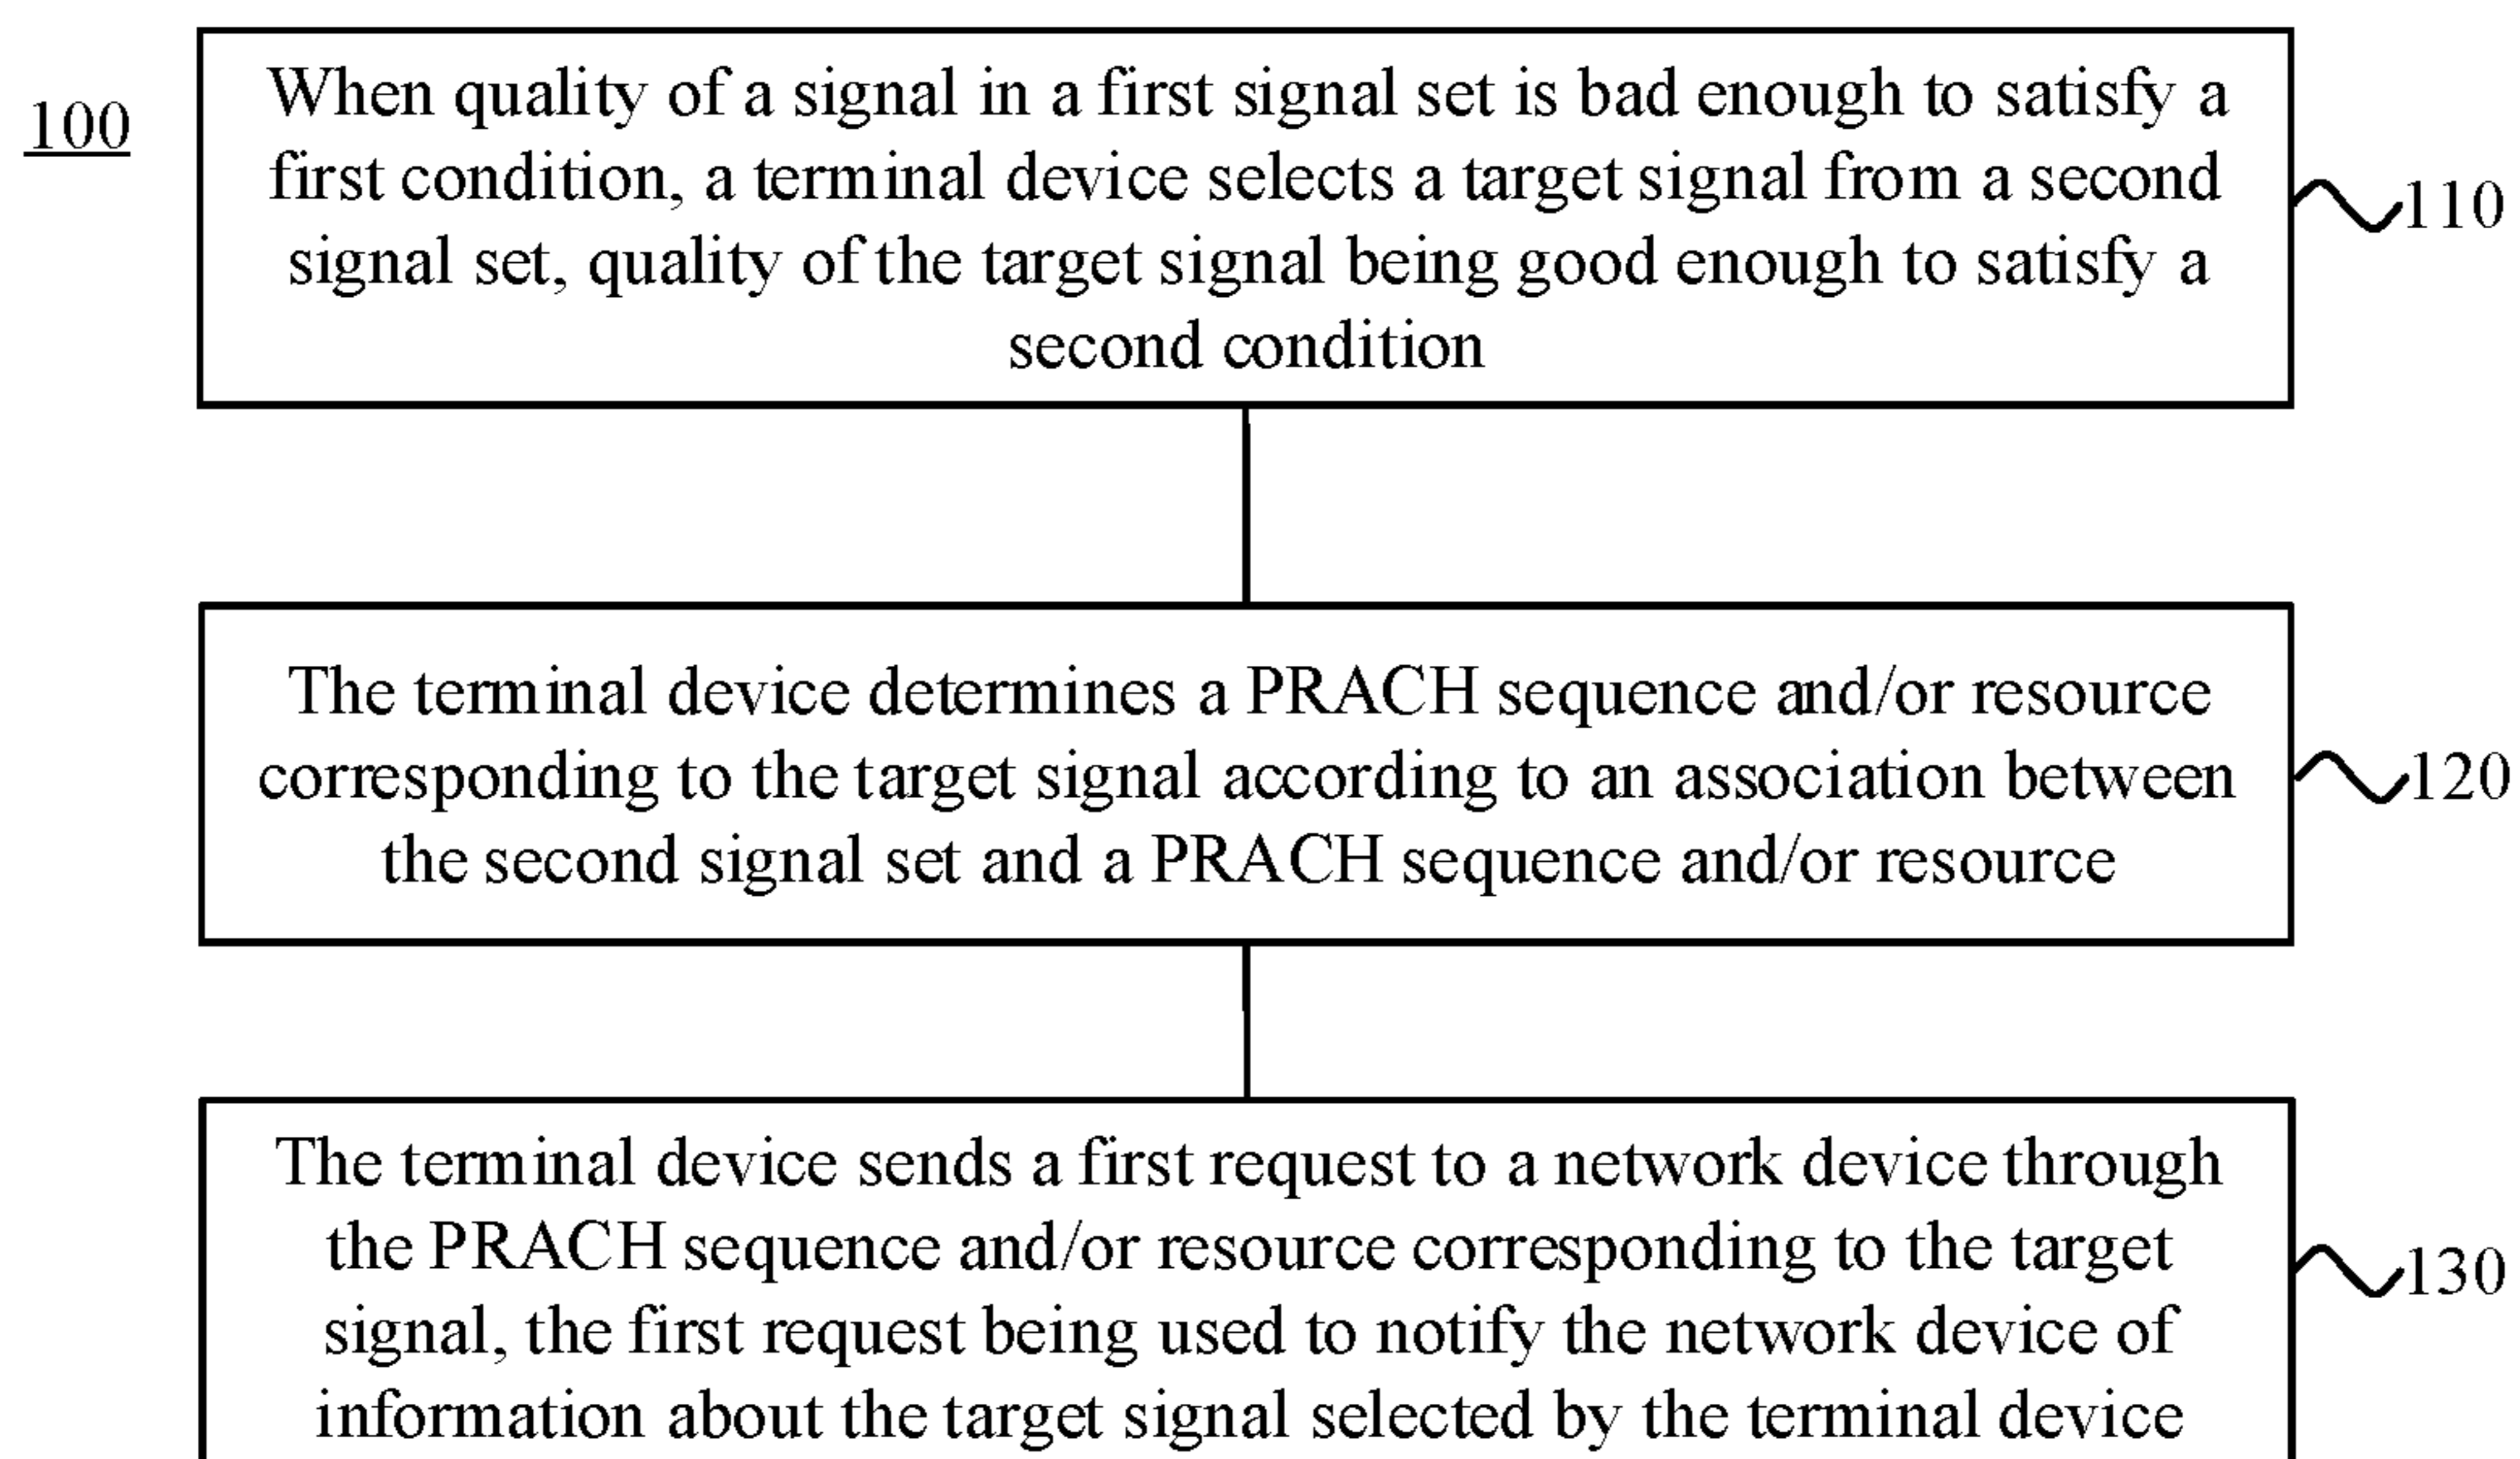 100
When quality of a signal in a first signal set is bad enough to satisfy a
first condition, a terminal device selects a target signal from a second
signal set, quality of the target signal being good enough to satisfy a
second condition
110
The terminal device determines a PRACH sequence and/or resource
corresponding to the target signal according to an association between
the second signal set and a PRACH sequence and/or resource
120
The terminal device sends a first request to a network device through
the PRACH sequence and/or resource corresponding to the target
signal, the first request being used to notify the network device of
information about the target signal selected by the terminal device
130